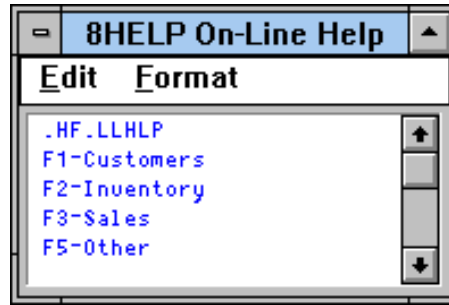 8HELP On-Line Help
Edit Format
.HF.LLHLP
F1-Customers
F2-Inventory
F3-Sales
F5-Other